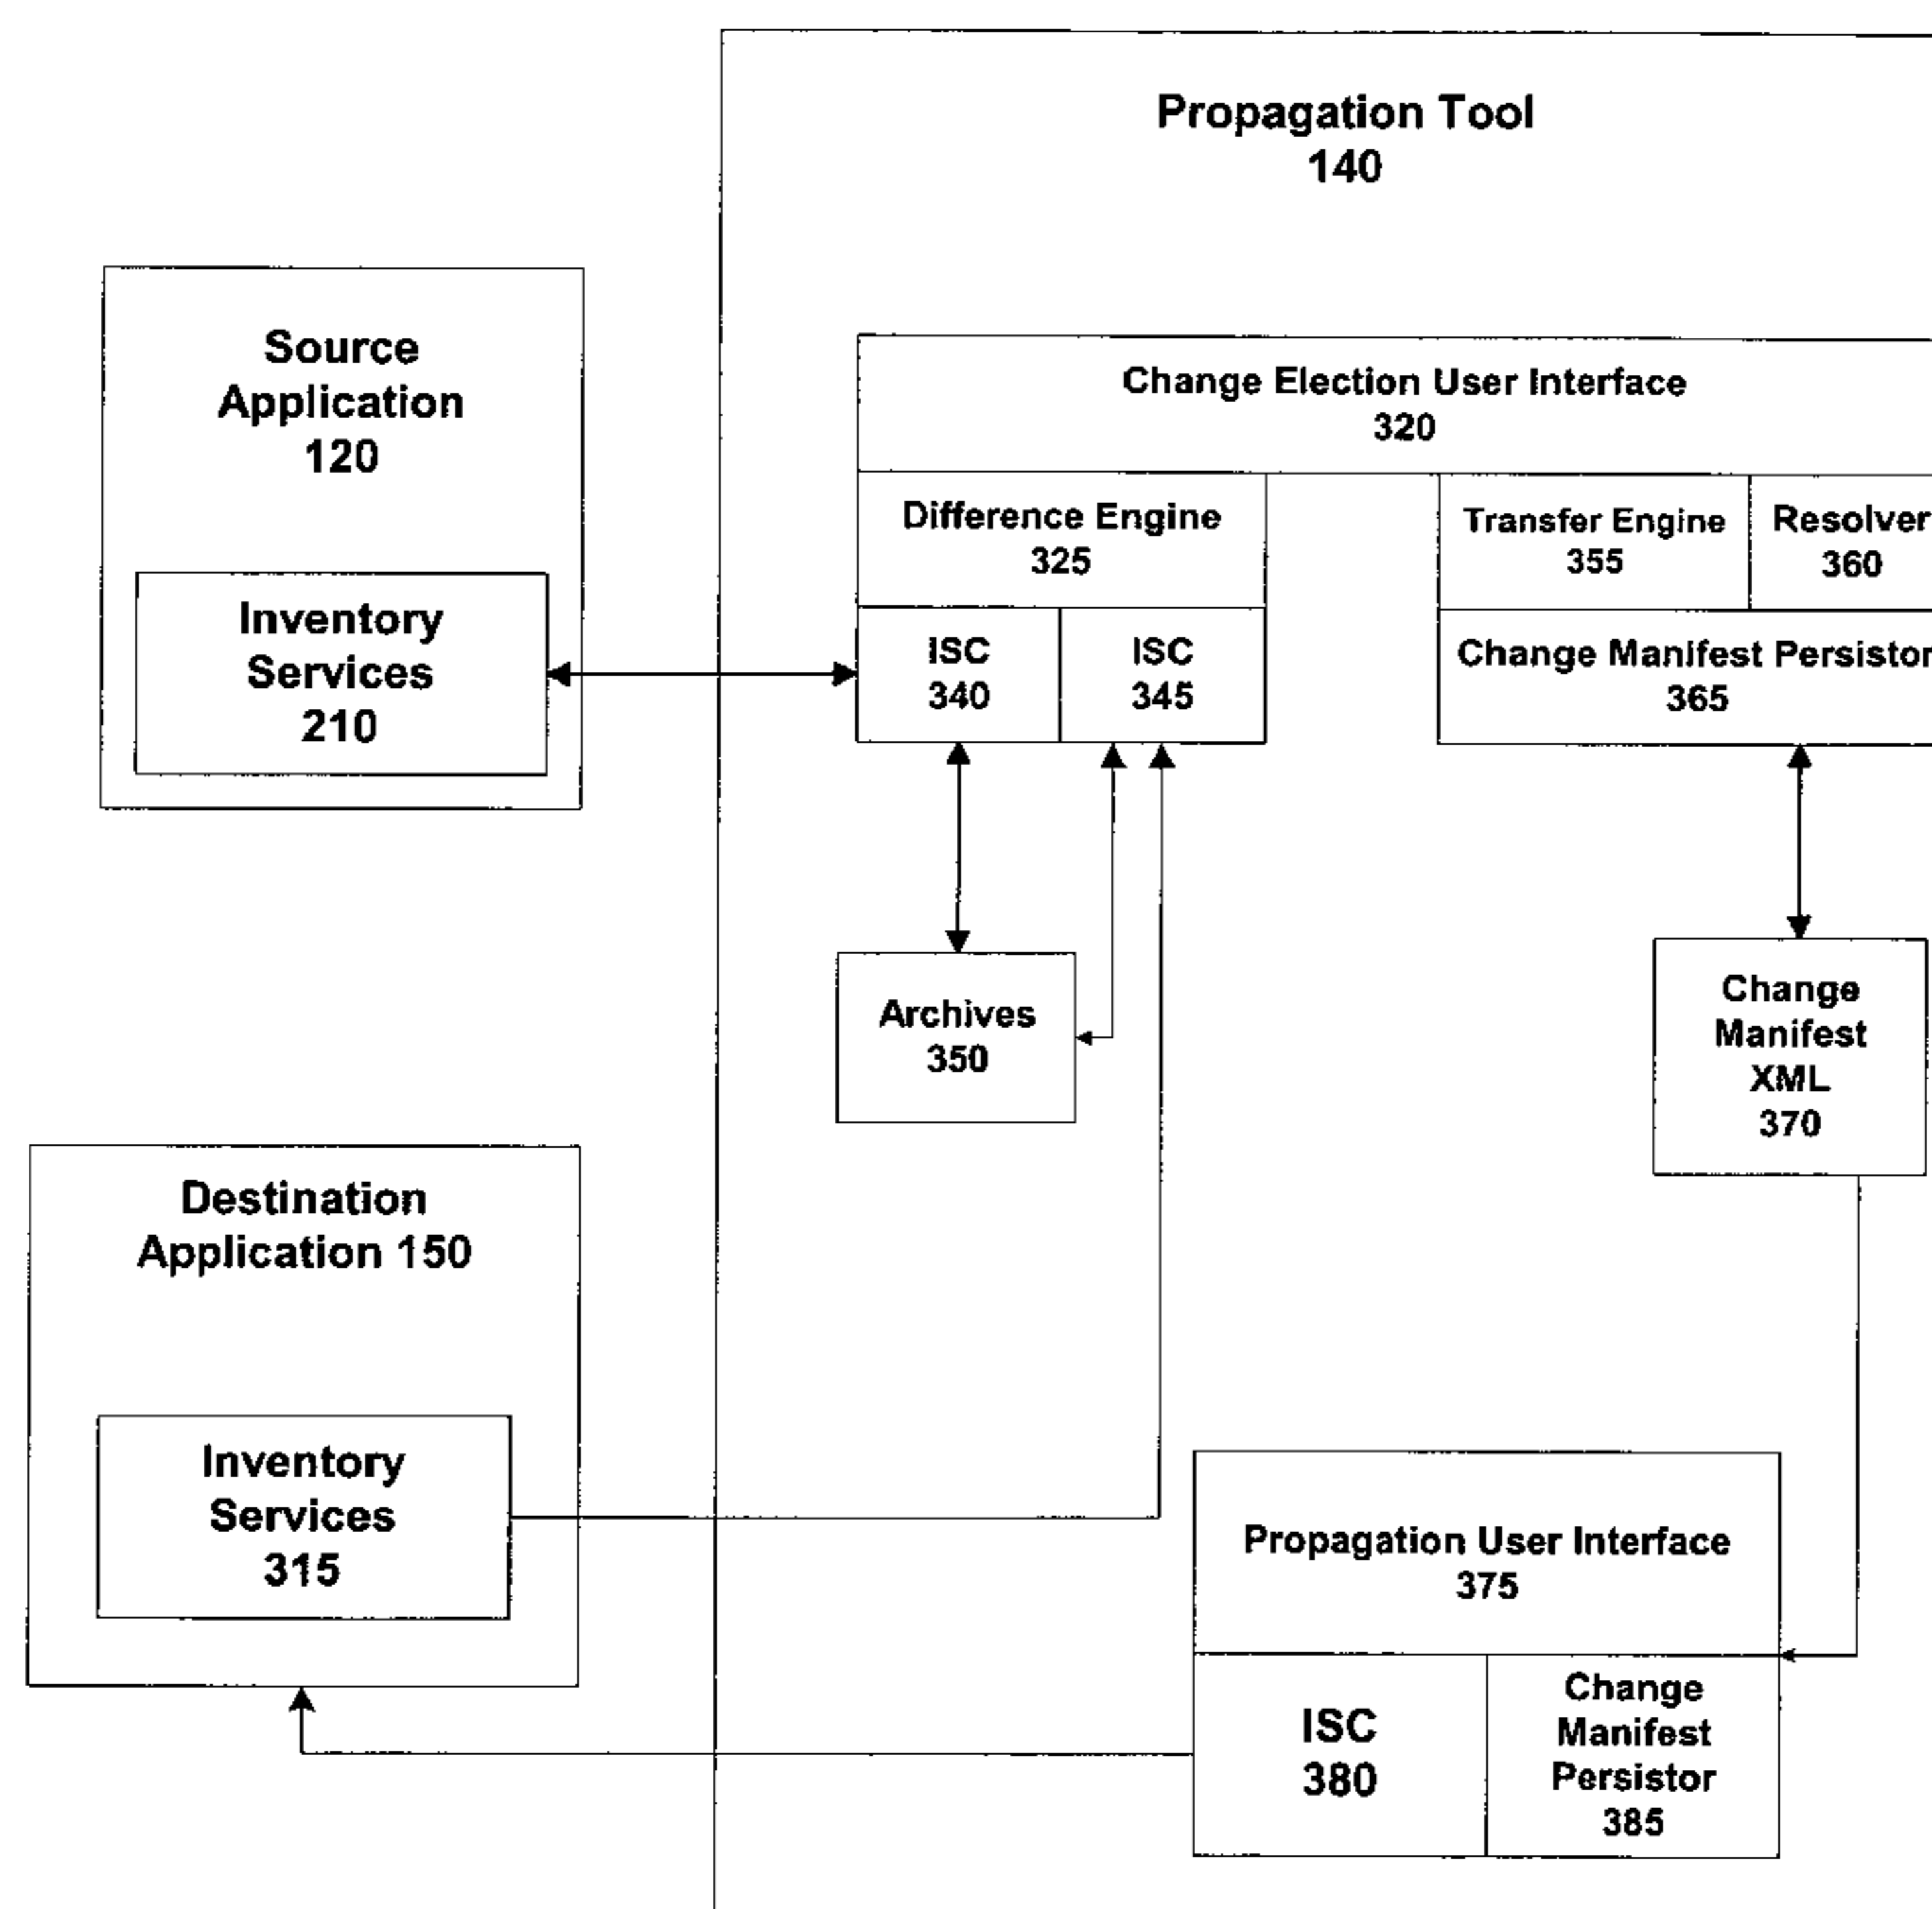 Propagation Tool
140
Source
Application
120
Inventory
Services
210
Change Election User Interface
320
Difference Engine
325
Transfer Engine
355
Resolver
360
ISC
340
ISC
345
Change Manifest Persistor
365
Archives
350
Change
Manifest
XML
370
Destination
Application 150
Inventory
Services
315
Propagation User Interface
375
ISC
380
Change
Manifest
Persistor
385